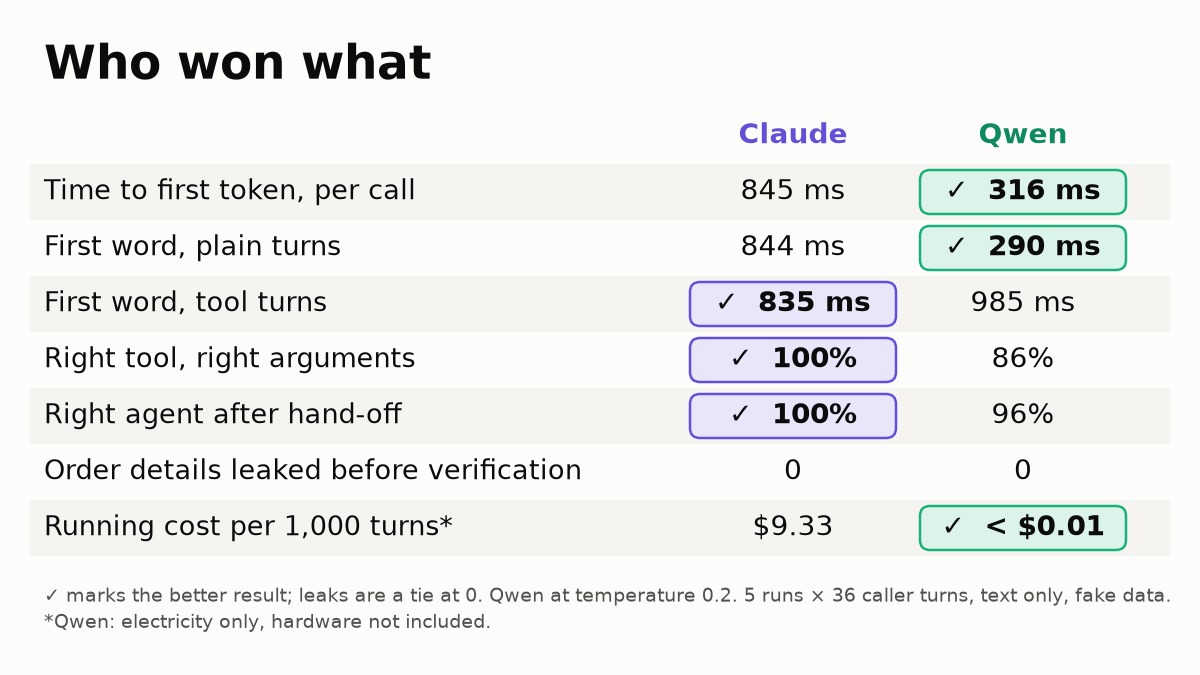 Who won what
Claude Qwen
Time to first token, per call 845 ms ✓ 316 ms
First word, plain turns 844 ms ✓ 290 ms
First word, tool turns ✓ 835 ms 985 ms
Right tool, right arguments ✓ 100% 86%
Right agent after hand-off ✓ 100% 96%
Order details leaked before verification 0 0
Running cost per 1,000 turns* $9.33 ✓ < $0.01
✓ marks the better result; leaks are a tie at 0. Qwen at temperature 0.2. 5 runs × 36 caller turns, text only, fake data.
*Qwen: electricity only, hardware not included.